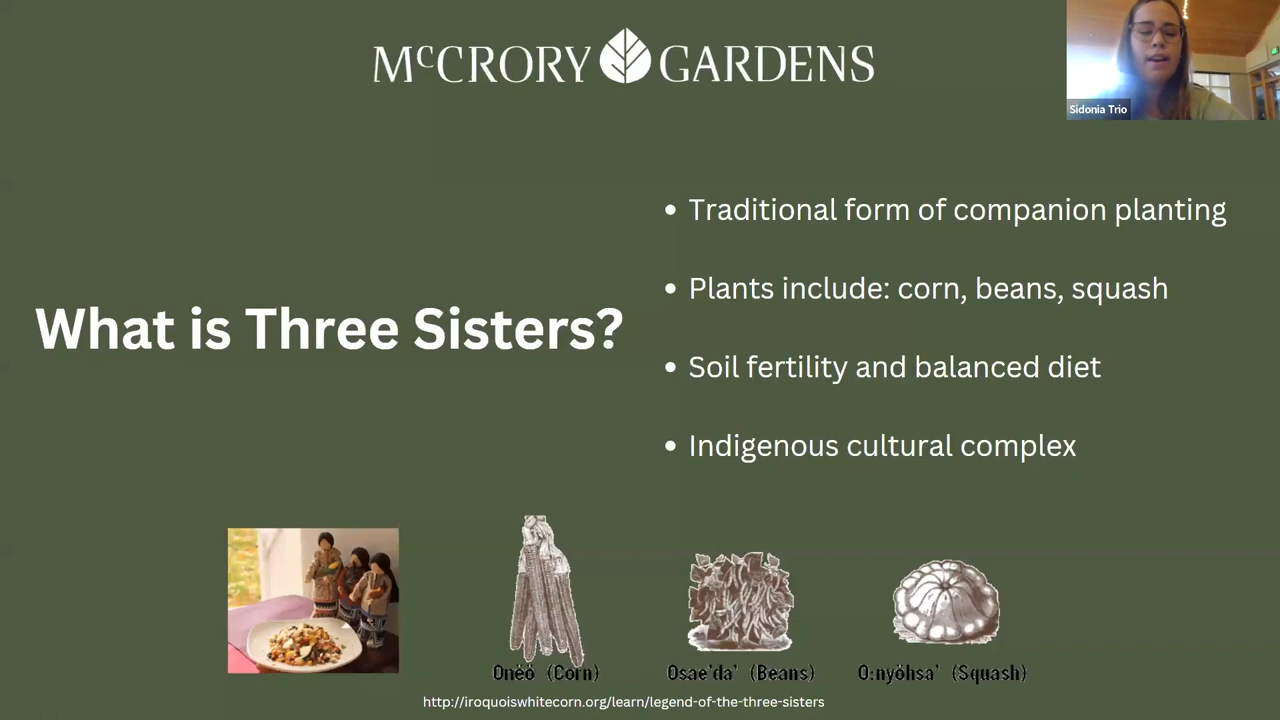 McCRORY GARDENS
Sidonia Trio
What is Three Sisters?
• Traditional form of companion planting
• Plants include: corn, beans, squash
• Soil fertility and balanced diet
• Indigenous cultural complex
Onëö (Corn)
Osae'da' (Beans)
O:nyöhsa' (Squash)
http://iroquoiswhitecorn.org/learn/legend-of-the-three-sisters